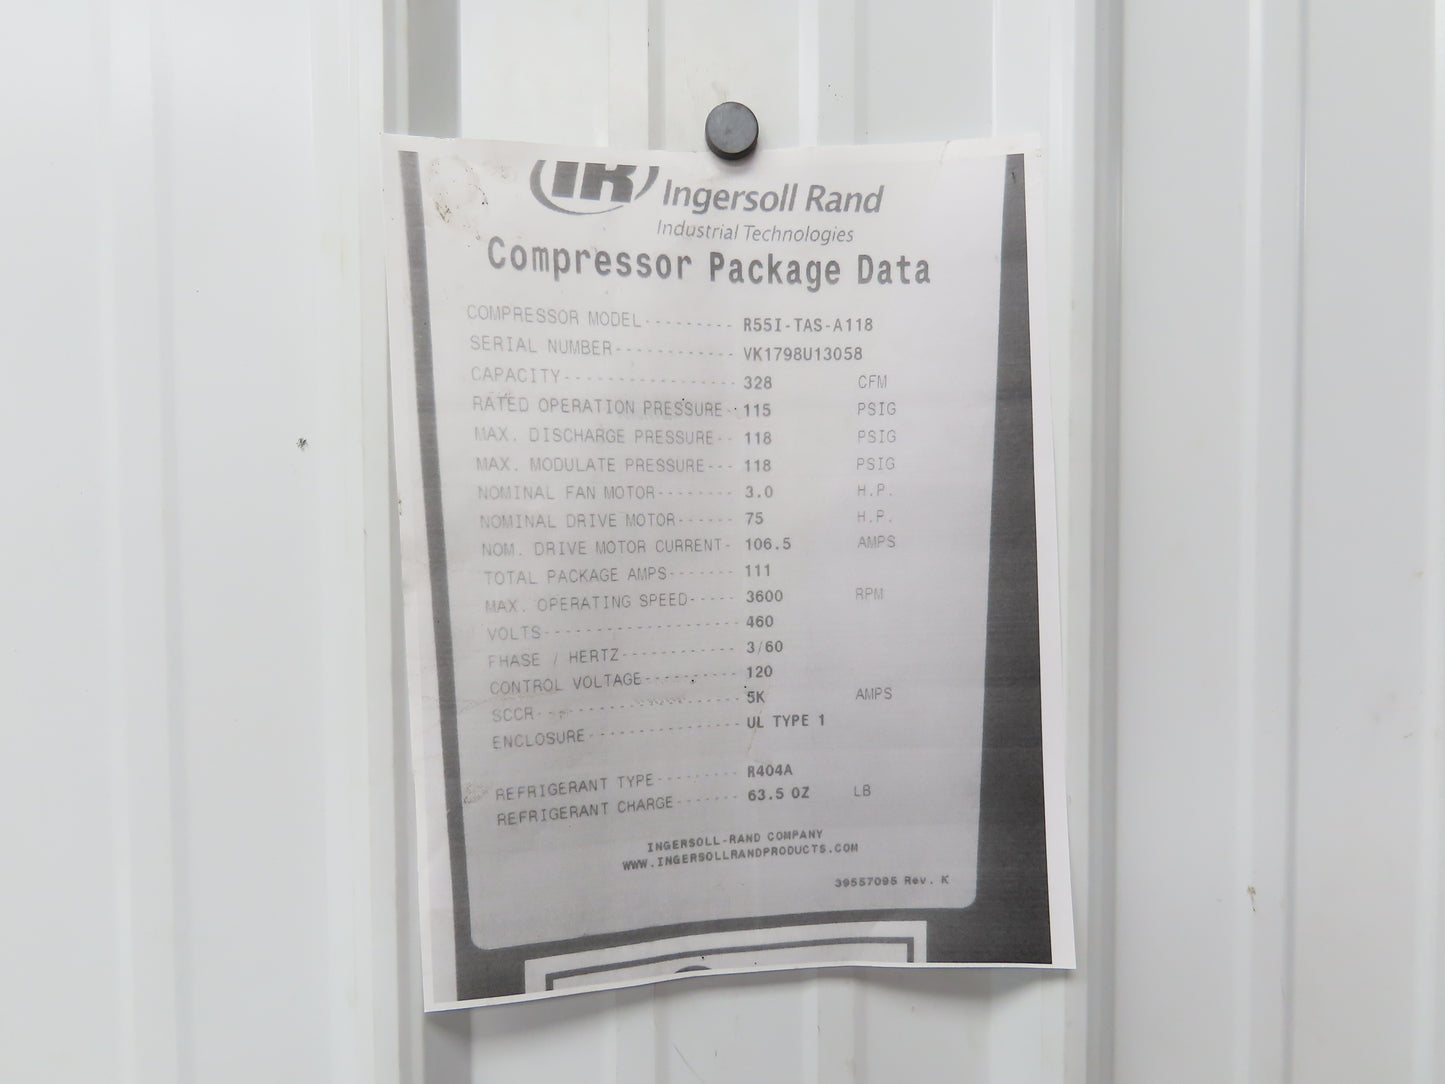 IR Ingersoll Rand
Industrial Technologies
Compressor Package Data
COMPRESSOR MODEL--------- R55I-TAS-A118
SERIAL NUMBER------------ VK1798U13058
CAPACITY----------------- 328 CFM
RATED OPERATION PRESSURE-- 115 PSIG
MAX. DISCHARGE PRESSURE-- 118 PSIG
MAX. MODULATE PRESSURE--- 118 PSIG
NOMINAL FAN MOTOR-------- 3.0 H.P.
NOMINAL DRIVE MOTOR------ 75 H.P.
NOM. DRIVE MOTOR CURRENT- 106.5 AMPS
TOTAL PACKAGE AMPS------- 111
MAX. OPERATING SPEED----- 3600 RPM
VOLTS-------------------- 460
PHASE / HERTZ------------ 3/60
CONTROL VOLTAGE---------- 120
SCCR--------------------- 5K AMPS
ENCLOSURE---------------- UL TYPE 1
REFRIGERANT TYPE--------- R404A
REFRIGERANT CHARGE------- 63.5 OZ LB
INGERSOLL-RAND COMPANY
WWW.INGERSOLLRANDPRODUCTS.COM
39557095 Rev. K